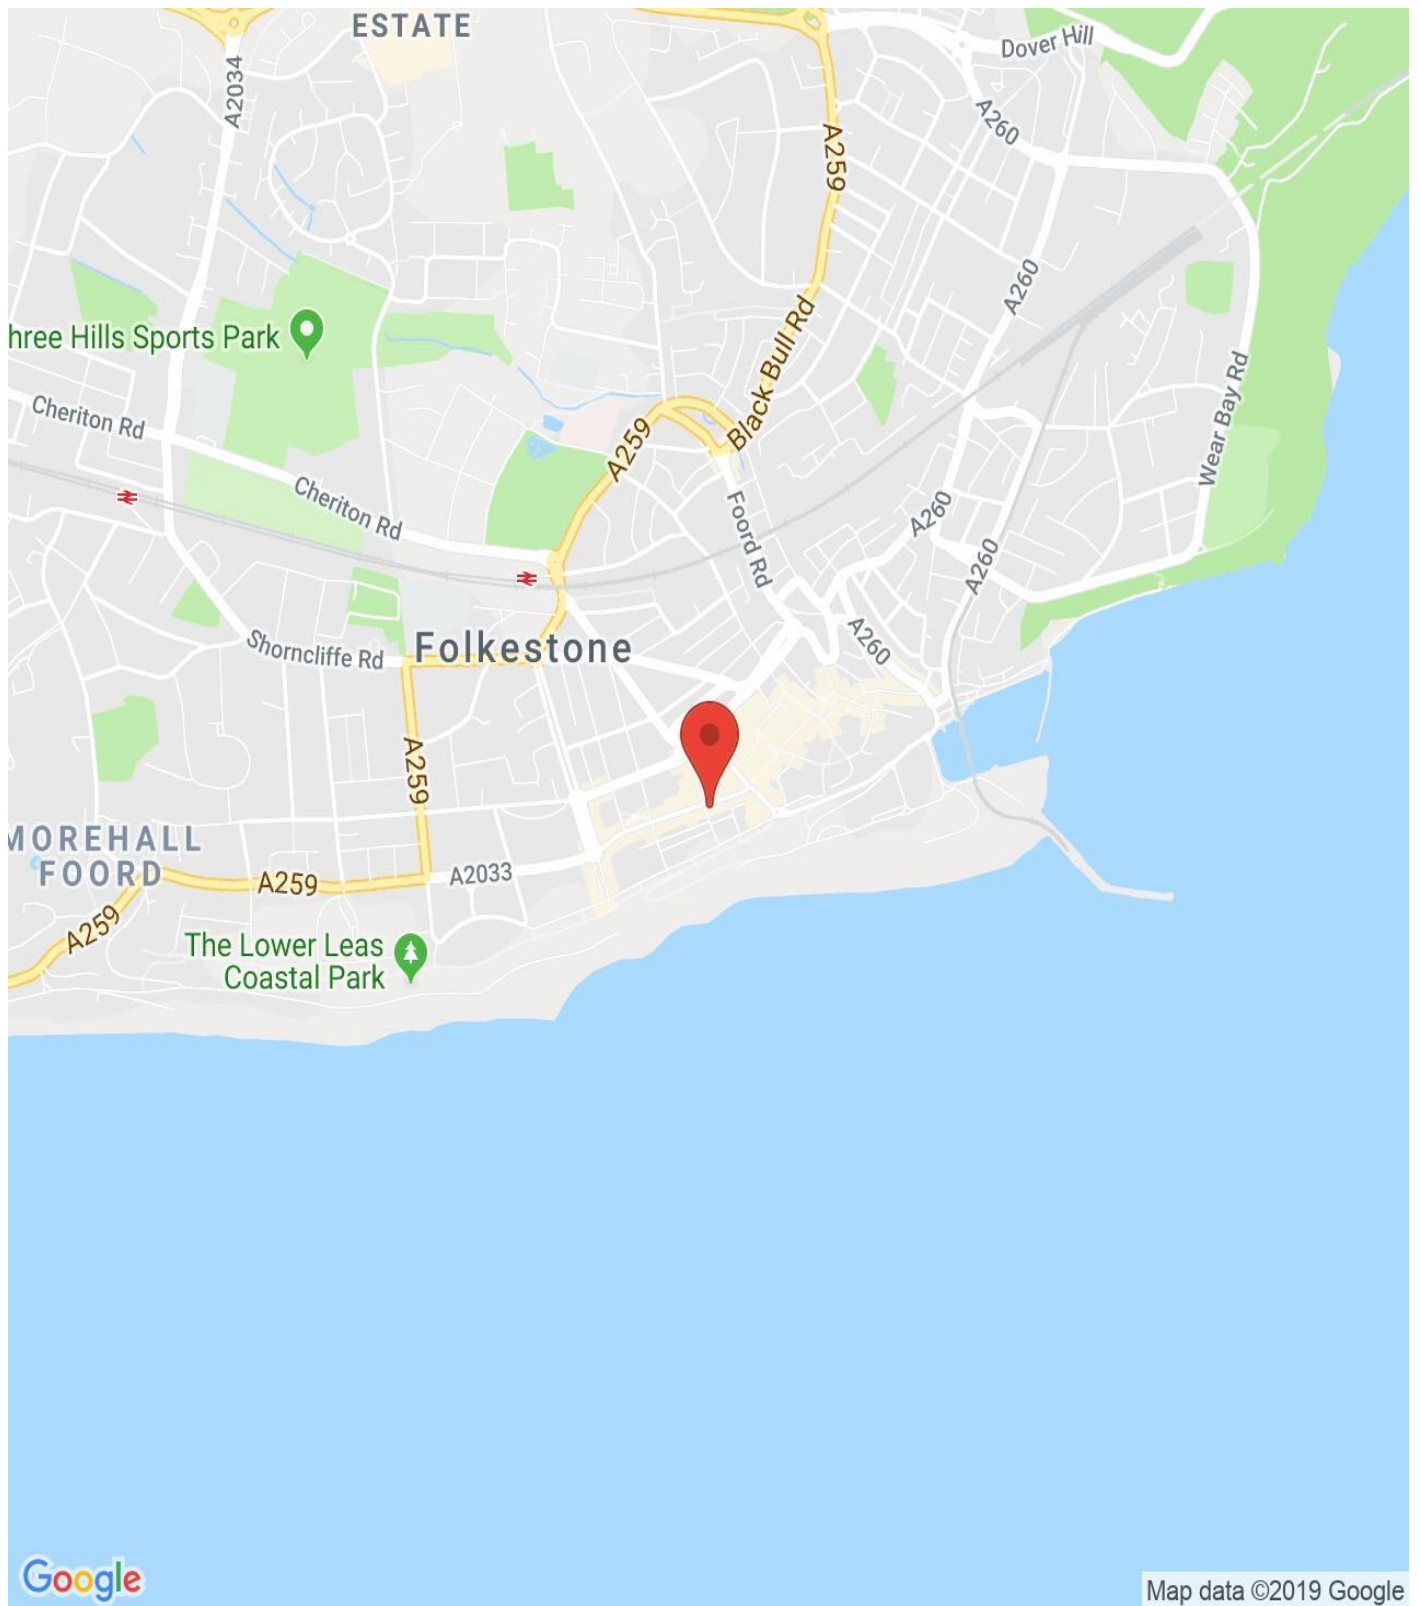 ESTATE
Dover Hill
A2034
A260
A259
hree Hills Sports Park
A260
Black Bull Rd
Wear Bay Rd
Cheriton Rd
A259
Cheriton Rd
Foord Rd
A260
A260
Shorncliffe Rd
Folkestone
A260
A259
MOREHALL
FOORD
A259
A2033
A259
The Lower Leas
Coastal Park
Google
Map data ©2019 Google